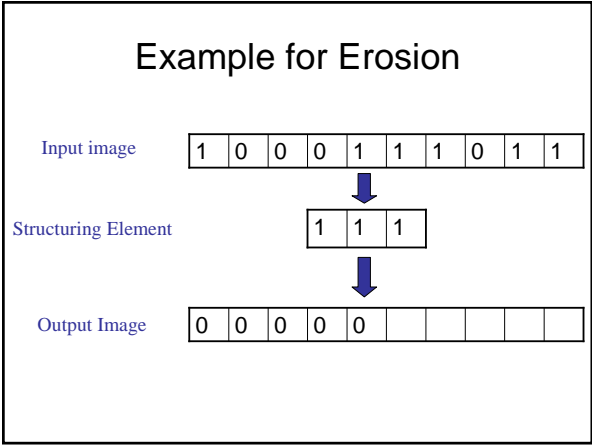 Example for Erosion
Input image 1 0 0 0 1 1 1 0 1 1
Structuring Element 1 1 1
Output Image 0 0 0 0 0